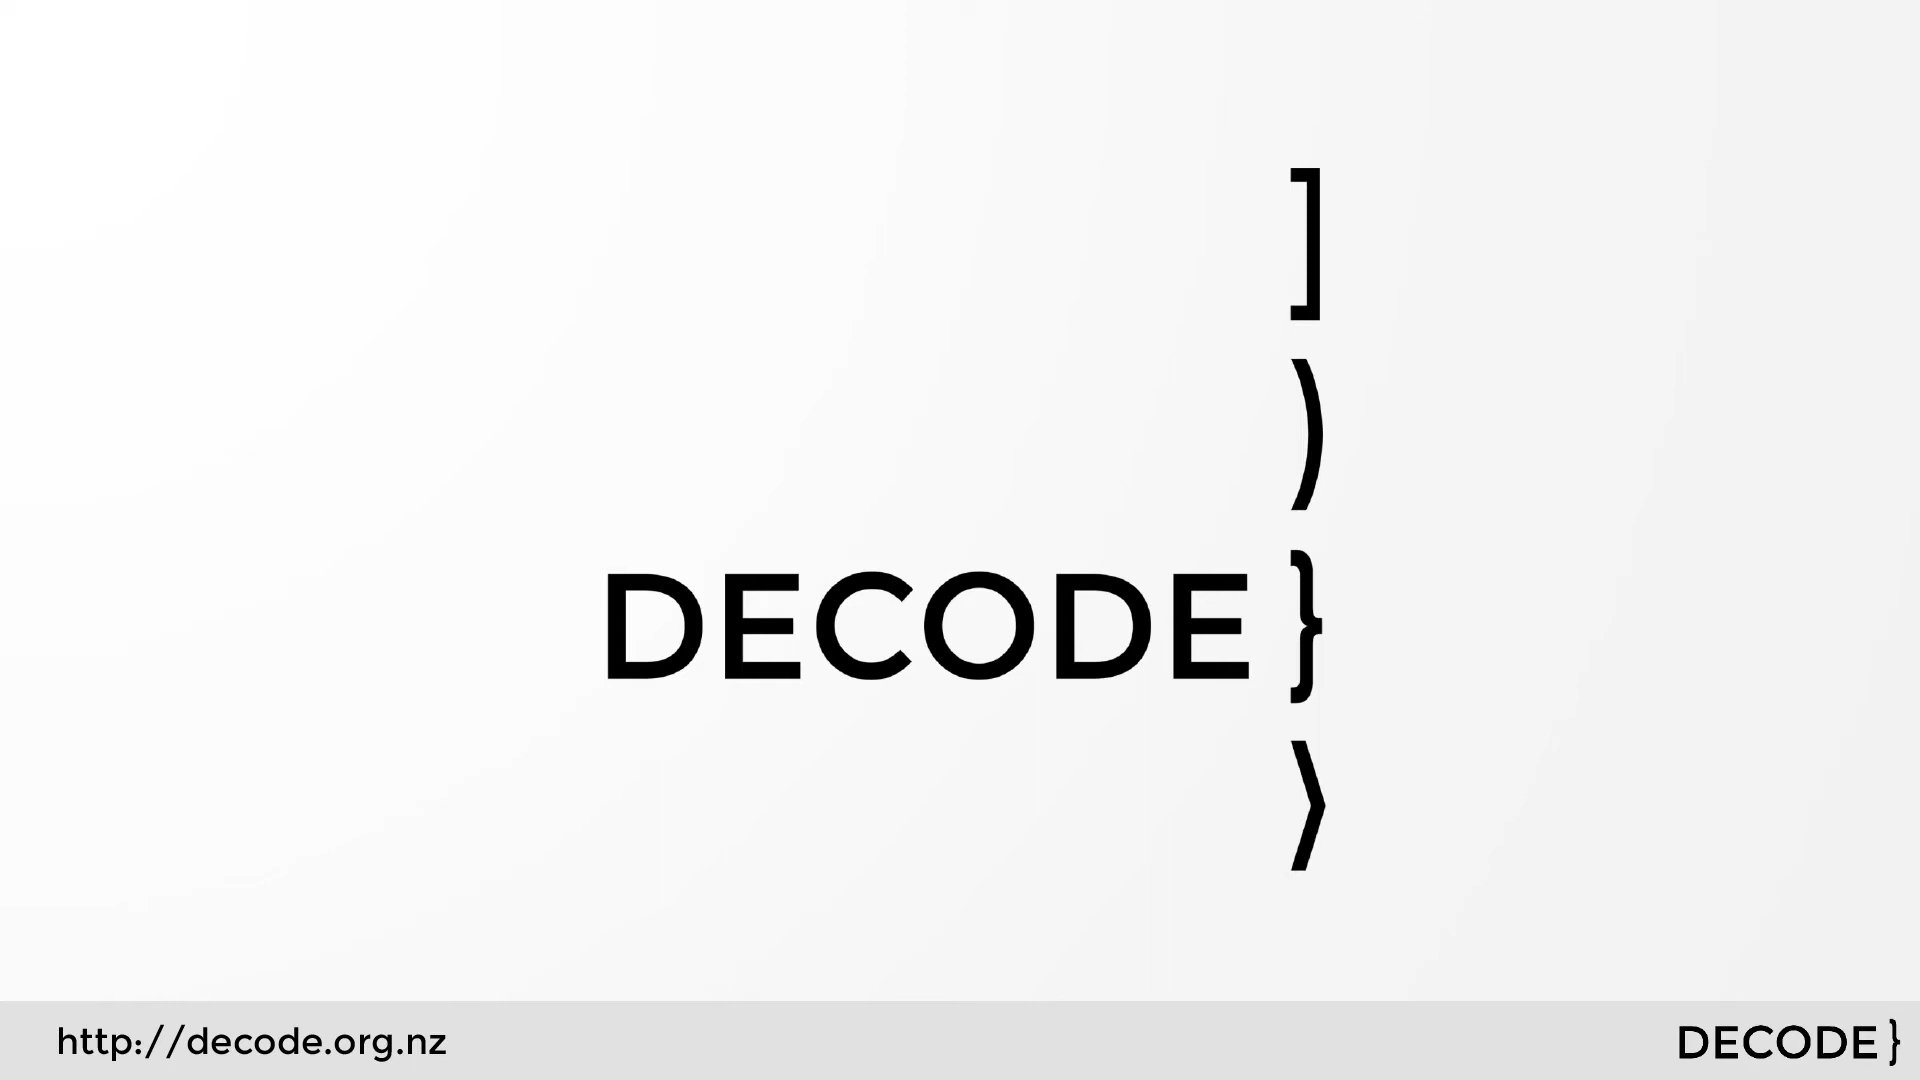 ]
)
DECODE }
⟩
http://decode.org.nz
DECODE }